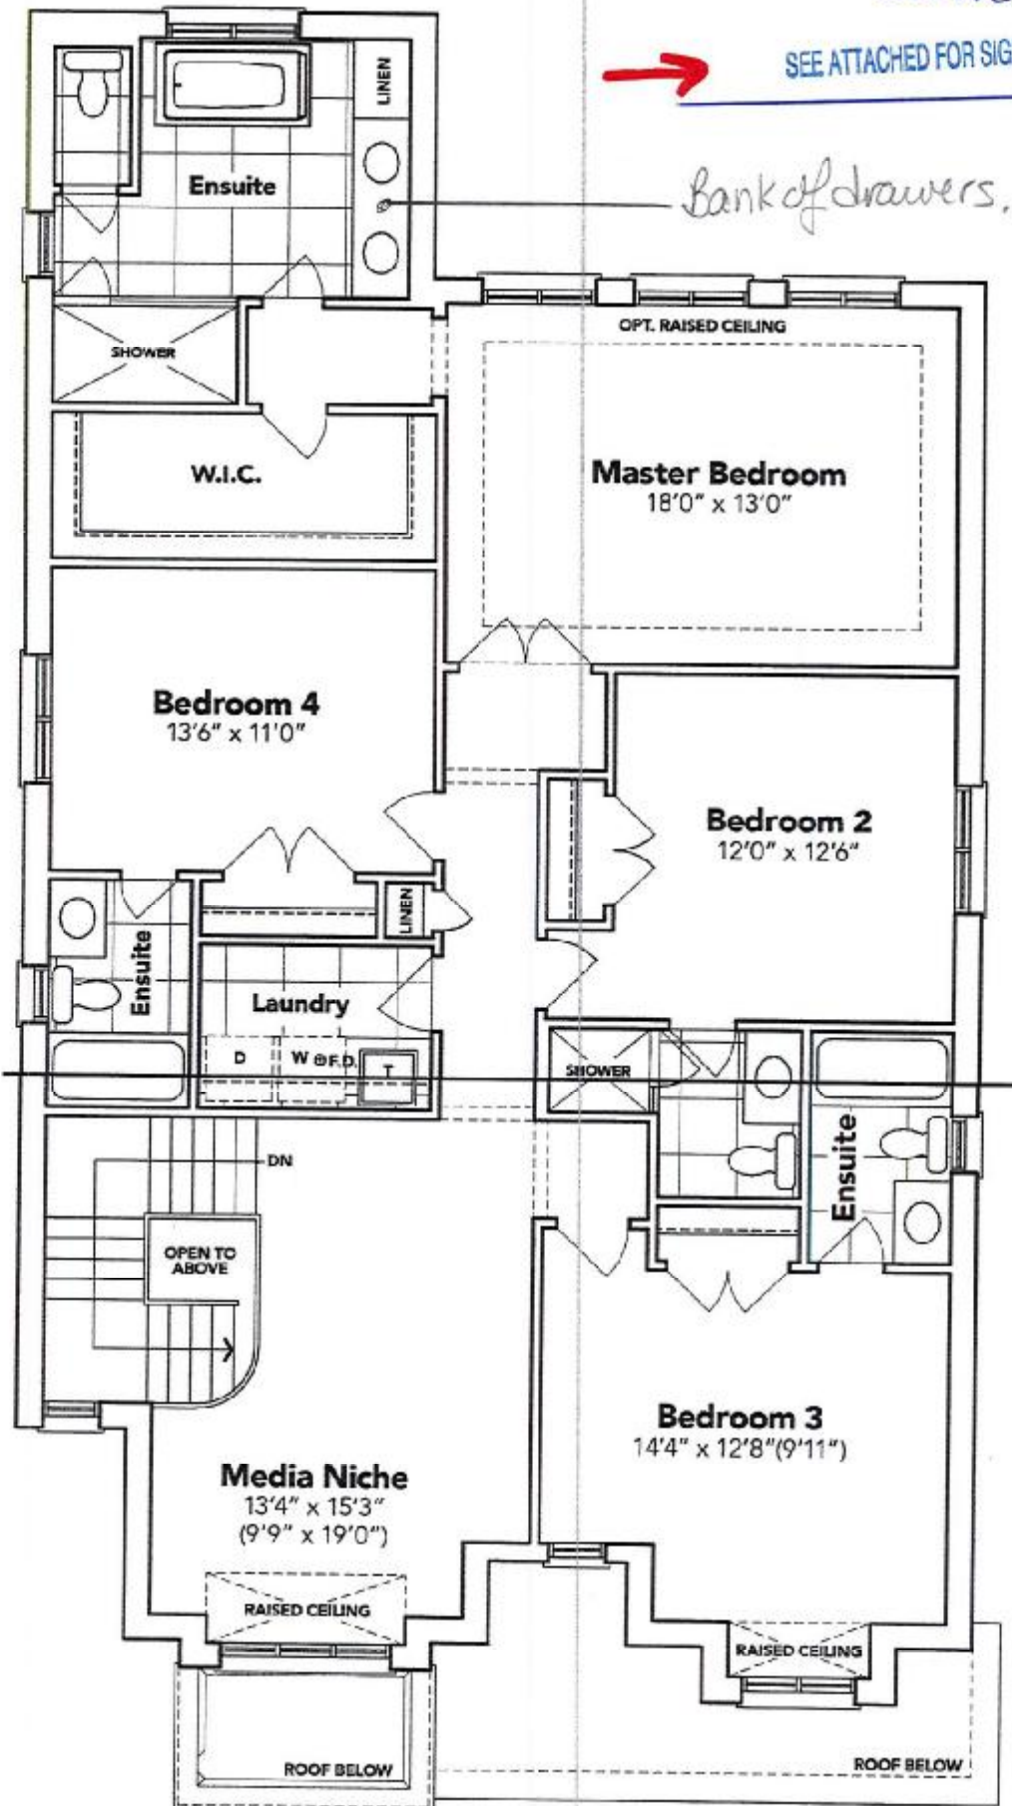 SEE ATTACHED FOR SIG
Bank of drawers.
LINEN
Ensuite
OPT. RAISED CEILING
SHOWER
W.I.C.
Master Bedroom
18'0" x 13'0"
Bedroom 4
13'6" x 11'0"
Bedroom 2
12'0" x 12'6"
LINEN
Ensuite
Laundry
D
W
F.D.
T
SHOWER
Ensuite
DN
OPEN TO
ABOVE
Bedroom 3
14'4" x 12'8"(9'11")
Media Niche
13'4" x 15'3"
(9'9" x 19'0")
RAISED CEILING
RAISED CEILING
ROOF BELOW
ROOF BELOW